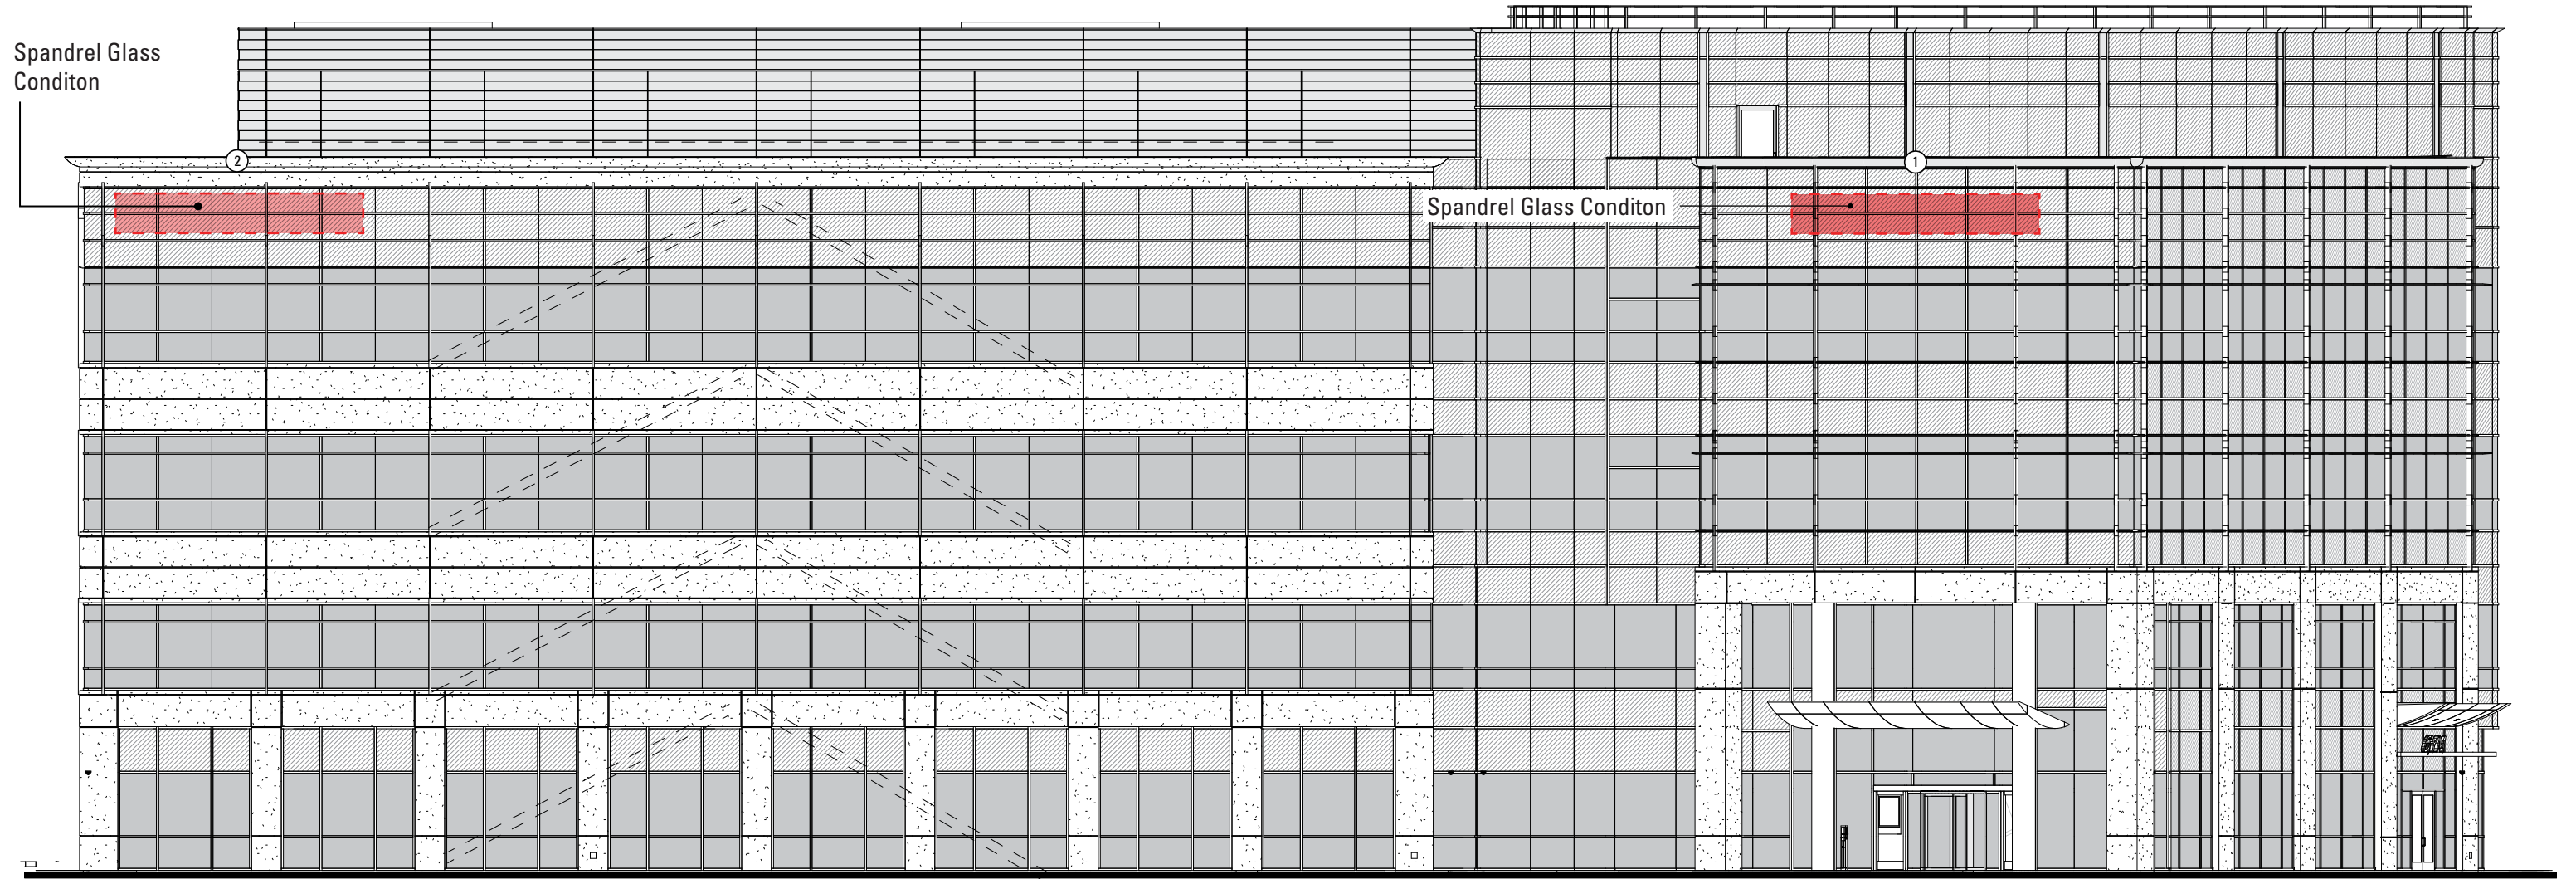 Spandrel Glass
Conditon
2
1
Spandrel Glass Conditon